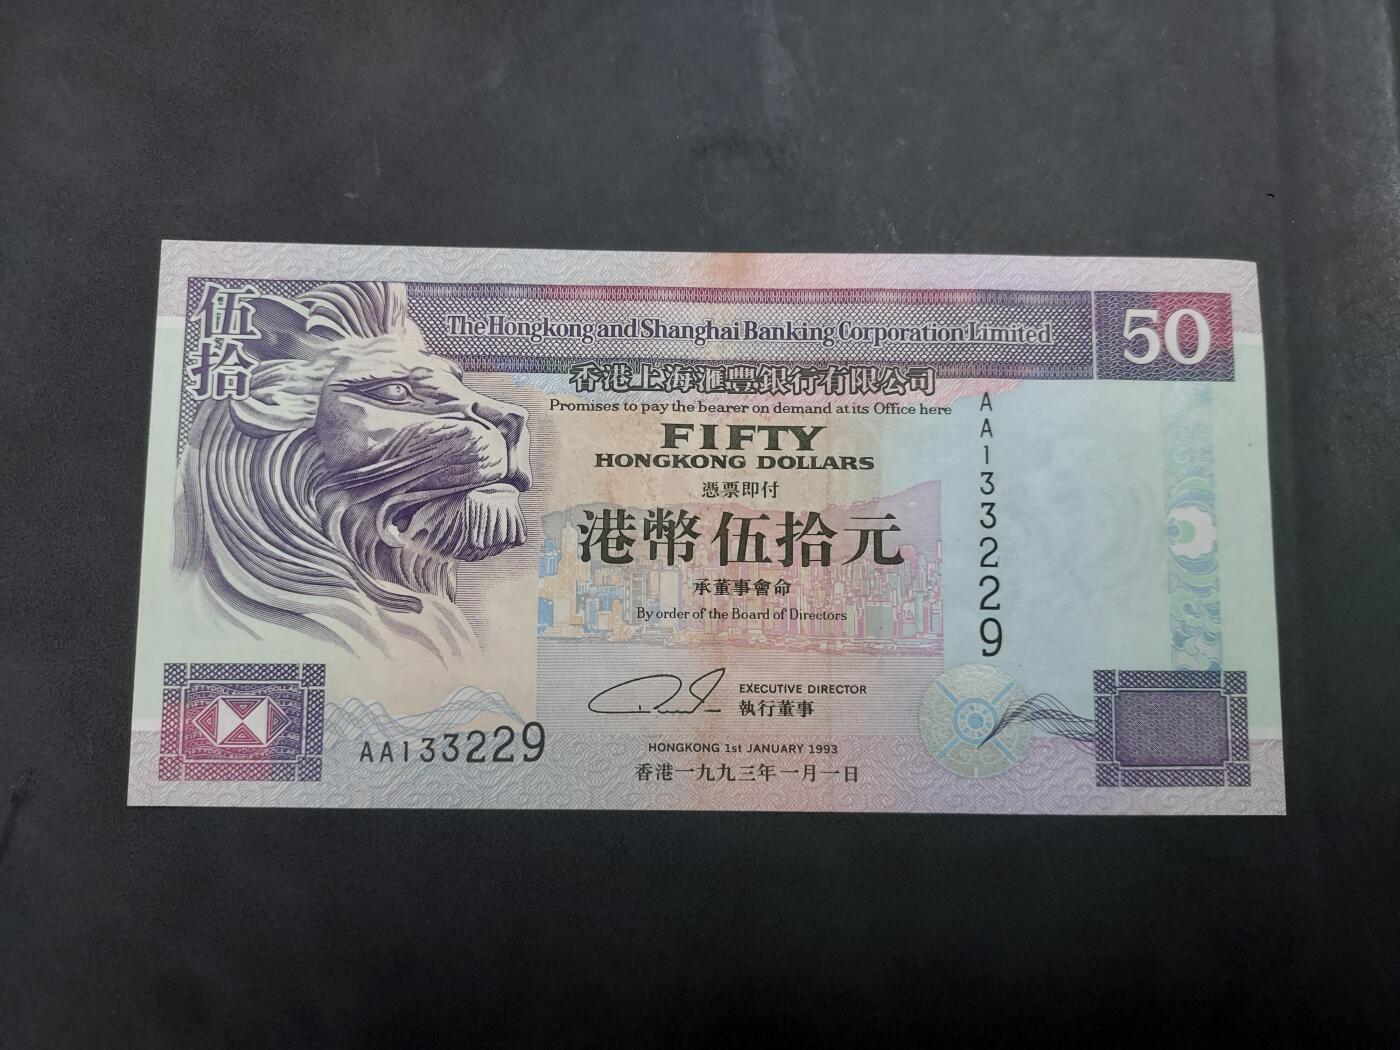 伍拾
The Hongkong and Shanghai Banking Corporation Limited
50
香港上海滙豐銀行有限公司
Promises to pay the bearer on demand at its Office here
FIFTY
HONGKONG DOLLARS
憑票即付
港幣伍拾元
承董事會命
By order of the Board of Directors
AA133229
EXECUTIVE DIRECTOR
執行董事
AA133229
HONGKONG 1st JANUARY 1993
香港一九九三年一月一日